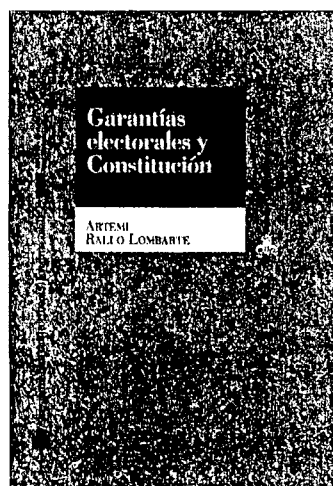 Garantías
electorales y
Constitución
ARTEMI
RALLO LOMBARTE